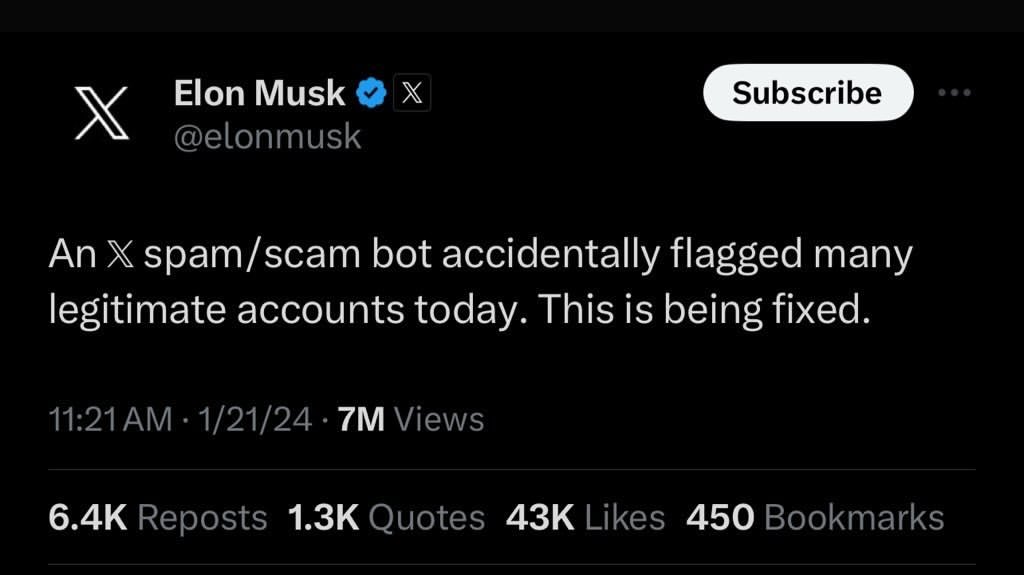 Elon Musk
Subscribe
@elonmusk
An 𝕏 spam/scam bot accidentally flagged many
legitimate accounts today. This is being fixed.
11:21 AM · 1/21/24 · 7M Views
6.4K Reposts 1.3K Quotes 43K Likes 450 Bookmarks